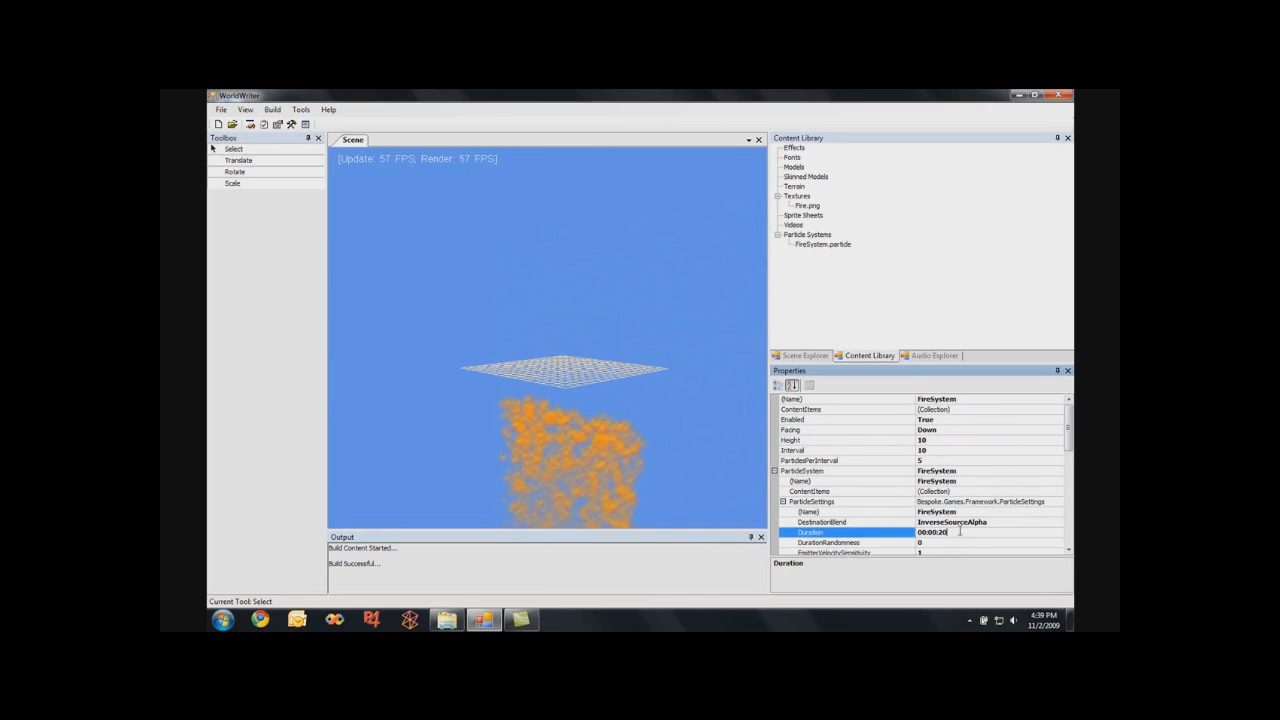 WorldWriter
File View Build Tools Help
Toolbox
Select
Translate
Rotate
Scale
Scene
[Update: 57 FPS, Render: 57 FPS]
Content Library
Effects
Fonts
Models
Skinned Models
Terrain
Textures
Fire.png
Sprite Sheets
Videos
Particle Systems
FireSystem.particle
Scene Explorer Content Library Audio Explorer
Properties
(Name) FireSystem
ContentItems (Collection)
Enabled True
Facing Down
Height 10
Interval 10
ParticlesPerInterval 5
ParticleSystem FireSystem
(Name) FireSystem
ContentItems (Collection)
ParticleSettings Bespoke.Games.Framework.ParticleSettings
(Name) FireSystem
DestinationBlend InverseSourceAlpha
Duration 00:00:20
DurationRandomness 0
EmitterVelocitySensitivity 1
Duration
Output
Build Content Started...
Build Successful...
Current Tool: Select
4:39 PM
11/2/2009